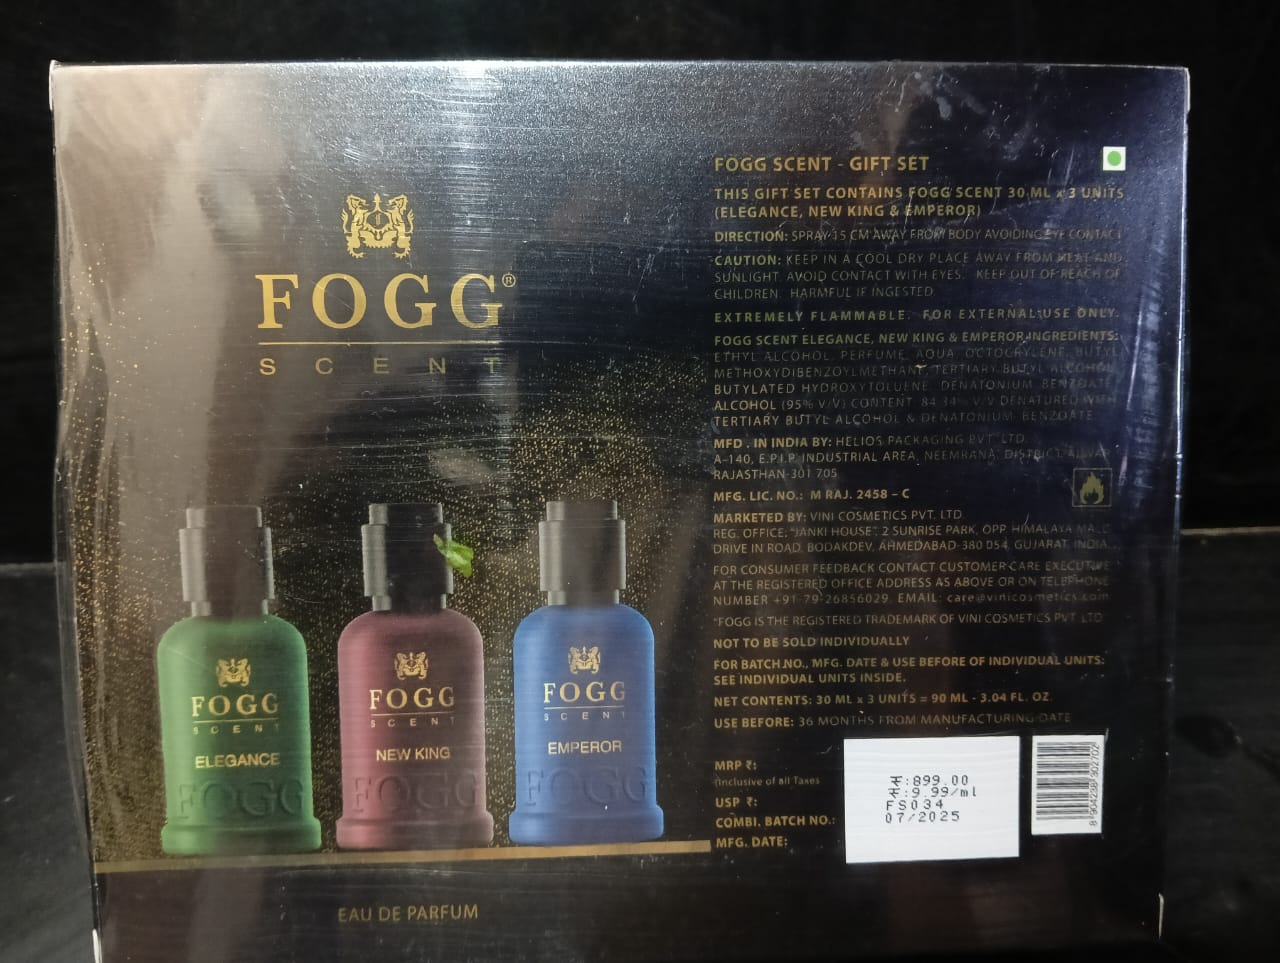 FOGG®
SCENT
FOGG
SCENT
ELEGANCE
FOGG
FOGG
SCENT
NEW KING
FOGG
FOGG
SCENT
EMPEROR
FOGG
EAU DE PARFUM
FOGG SCENT - GIFT SET
THIS GIFT SET CONTAINS FOGG SCENT 30 ML x 3 UNITS
(ELEGANCE, NEW KING & EMPEROR)
DIRECTION: SPRAY 15 CM AWAY FROM BODY AVOIDING EYE CONTACT
CAUTION: KEEP IN A COOL DRY PLACE AWAY FROM HEAT AND
SUNLIGHT. AVOID CONTACT WITH EYES. KEEP OUT OF REACH OF
CHILDREN. HARMFUL IF INGESTED.
EXTREMELY FLAMMABLE. FOR EXTERNAL USE ONLY.
FOGG SCENT ELEGANCE, NEW KING & EMPEROR INGREDIENTS:
ETHYL ALCOHOL, PERFUME, AQUA, OCTOCRYLENE, BUTYL
METHOXYDIBENZOYLMETHANE, TERTIARY BUTYL ALCOHOL,
BUTYLATED HYDROXYTOLUENE, DENATONIUM BENZOATE.
ALCOHOL (95% V/V) CONTENT 84.34% V/V DENATURED WITH
TERTIARY BUTYL ALCOHOL & DENATONIUM BENZOATE
MFD. IN INDIA BY: HELIOS PACKAGING PVT. LTD.
A-140, E.P.I.P. INDUSTRIAL AREA, NEEMRANA, DISTRICT, ALWAR
RAJASTHAN-301 705
MFG. LIC. NO.: M RAJ. 2458 - C
MARKETED BY: VINI COSMETICS PVT. LTD.
REG. OFFICE: "JANKI HOUSE", 2 SUNRISE PARK, OPP. HIMALAYA MALL,
DRIVE IN ROAD, BODAKDEV, AHMEDABAD-380 054, GUJARAT, INDIA.
FOR CONSUMER FEEDBACK CONTACT CUSTOMER CARE EXECUTIVE
AT THE REGISTERED OFFICE ADDRESS AS ABOVE OR ON TELEPHONE
NUMBER +91-79-26856029. EMAIL: care@vinicosmetics.com
"FOGG IS THE REGISTERED TRADEMARK OF VINI COSMETICS PVT. LTD.
NOT TO BE SOLD INDIVIDUALLY
FOR BATCH NO., MFG. DATE & USE BEFORE OF INDIVIDUAL UNITS:
SEE INDIVIDUAL UNITS INSIDE.
NET CONTENTS: 30 ML x 3 UNITS = 90 ML - 3.04 FL. OZ.
USE BEFORE: 36 MONTHS FROM MANUFACTURING DATE
MRP ₹:
(Inclusive of all Taxes
USP ₹:
COMBI. BATCH NO.:
MFG. DATE:
रू:899.00
रू:9.99/ml
FS034
07/2025